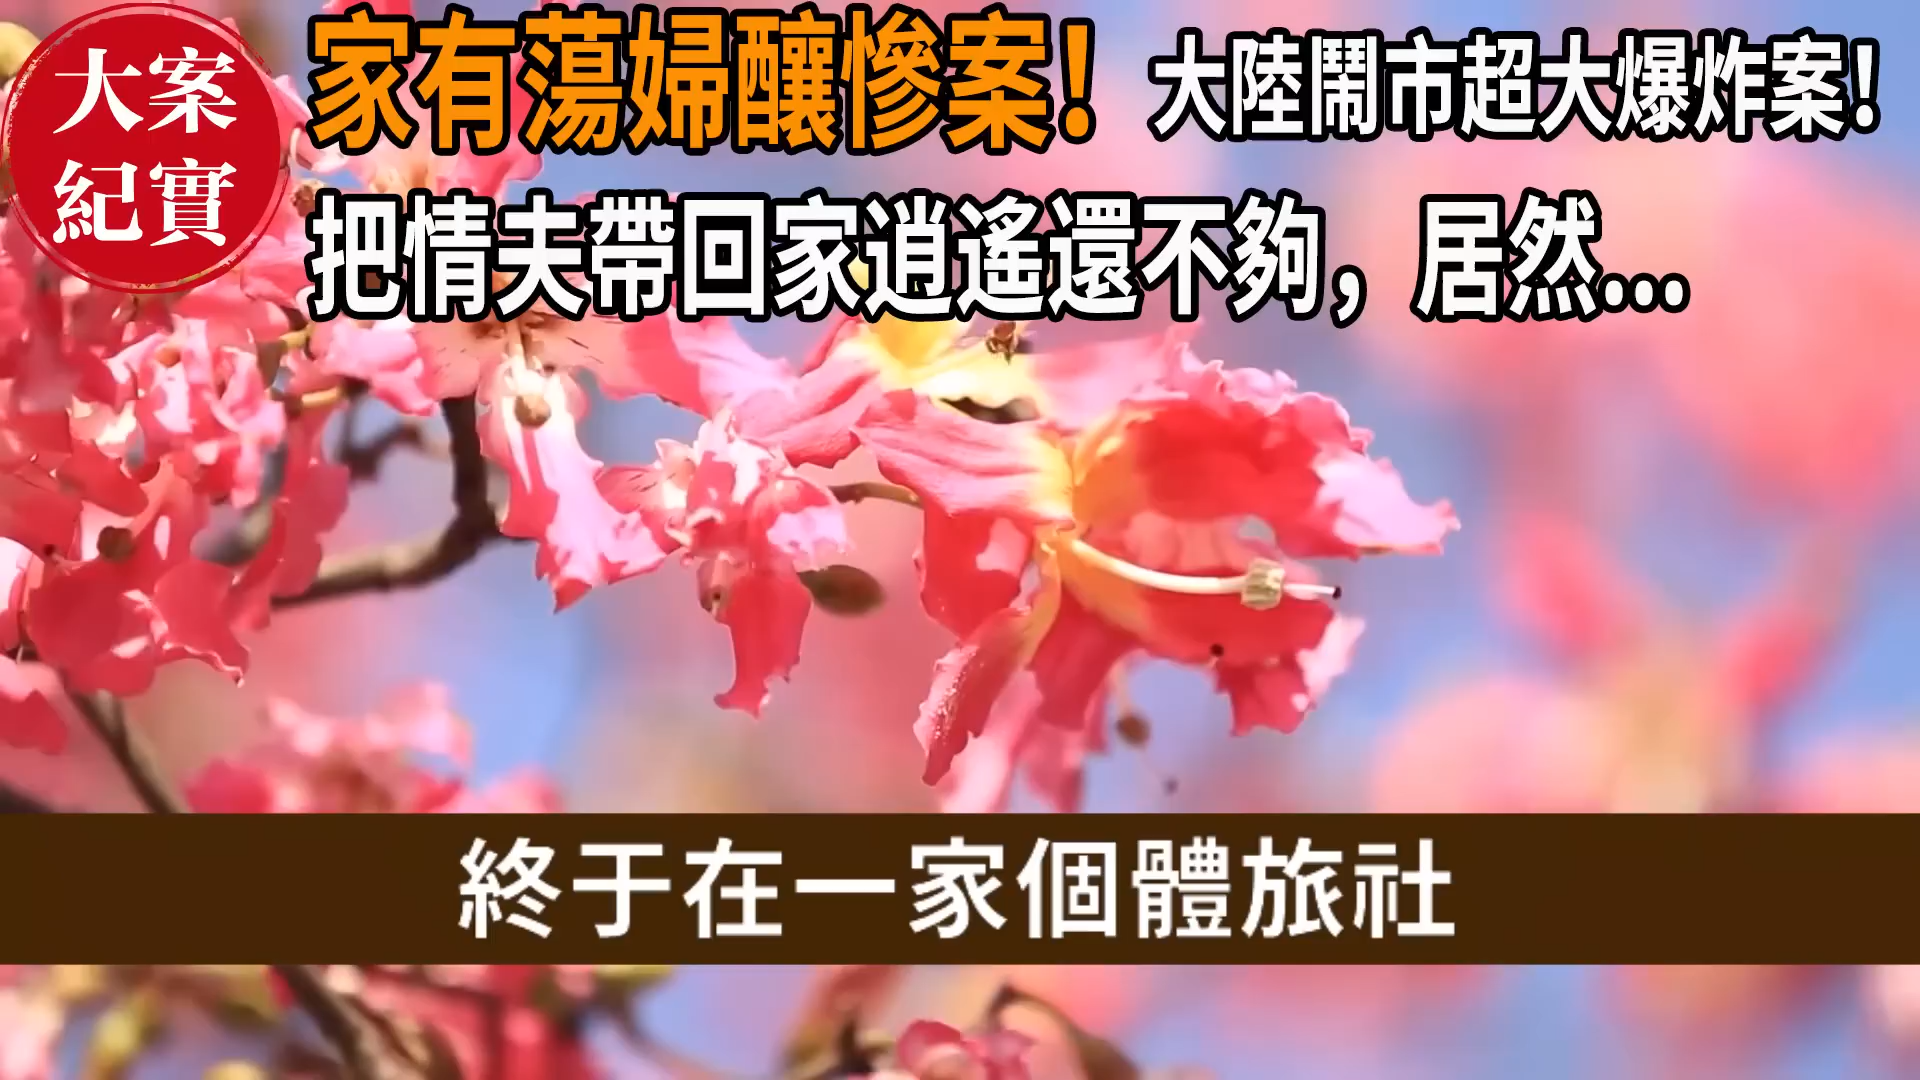 大案
紀實
家有蕩婦釀慘案！大陸鬧市超大爆炸案！
把情夫帶回家逍遙還不夠，居然...
終于在一家個體旅社